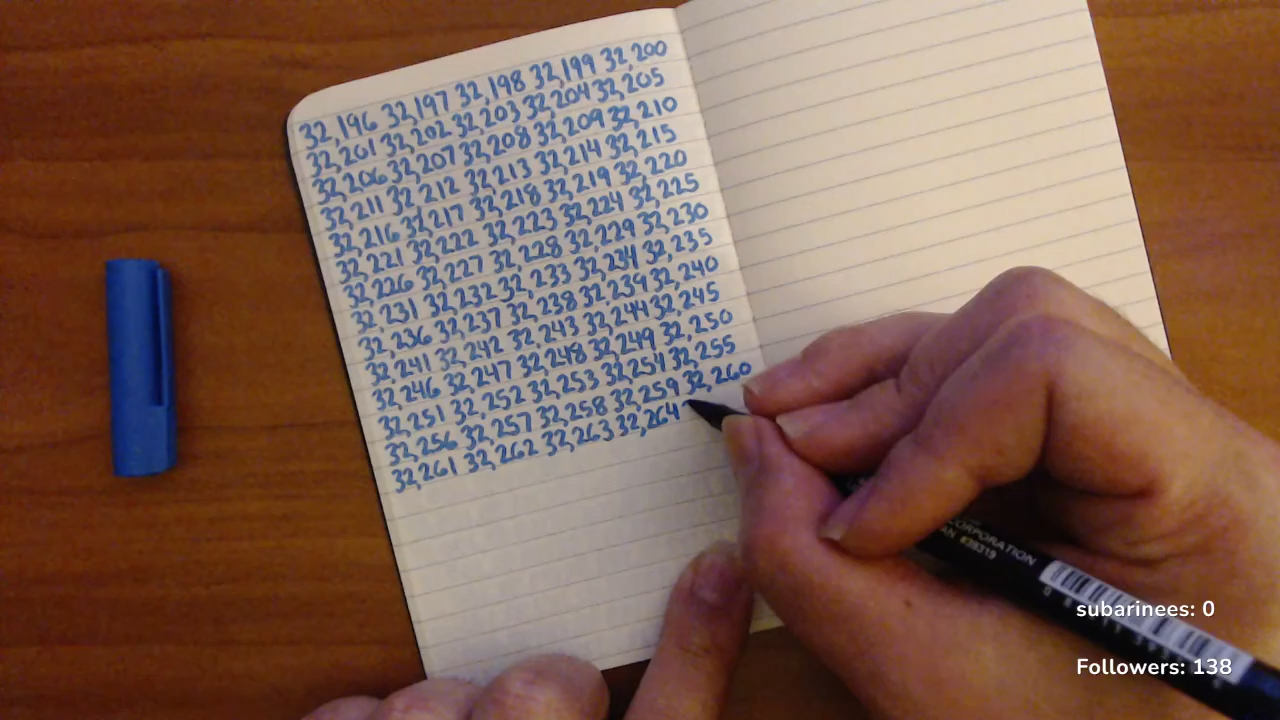 32,196 32,197 32,198 32,199 32,200
32,201 32,202 32,203 32,204 32,205
32,206 32,207 32,208 32,209 32,210
32,211 32,212 32,213 32,214 32,215
32,216 32,217 32,218 32,219 32,220
32,221 32,222 32,223 32,224 32,225
32,226 32,227 32,228 32,229 32,230
32,231 32,232 32,233 32,234 32,235
32,236 32,237 32,238 32,239 32,240
32,241 32,242 32,243 32,244 32,245
32,246 32,247 32,248 32,249 32,250
32,251 32,252 32,253 32,254 32,255
32,256 32,257 32,258 32,259 32,260
32,261 32,262 32,263 32,264
CORPORATION
#39319
subarinees: 0
Followers: 138